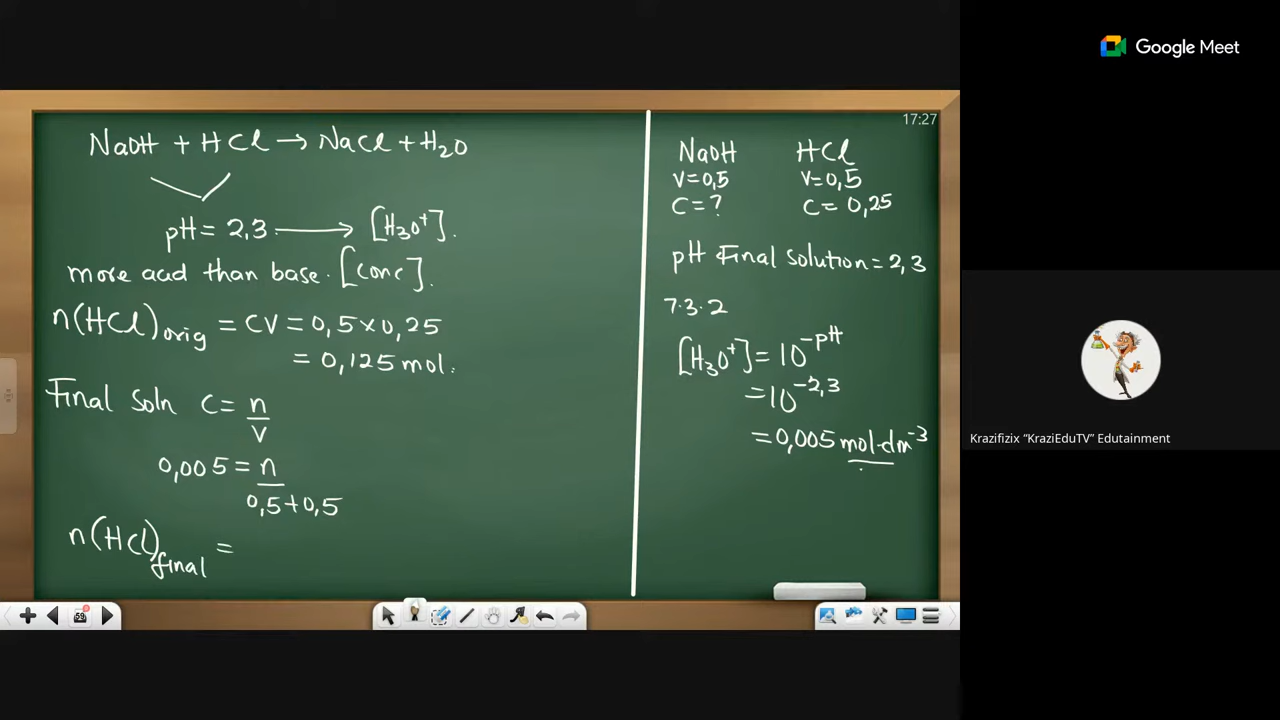 Google Meet
17:27
NaOH + HCl → NaCl + H₂O
pH = 2,3 → [H₃O⁺].
more acid than base. [conc].
n(HCl)orig = CV = 0,5 × 0,25
= 0,125 mol.
Final soln C = n
V
0,005 = n
0,5 + 0,5
n(HCl)final =
NaOH HCl
V=0,5 V=0,5
C=? C= 0,25
pH Final solution = 2,3
7.3.2
[H₃O⁺] = 10⁻ᵖᴴ
= 10⁻²,³
= 0,005 mol·dm⁻³
Krazifizix "KraziEduTV" Edutainment
59